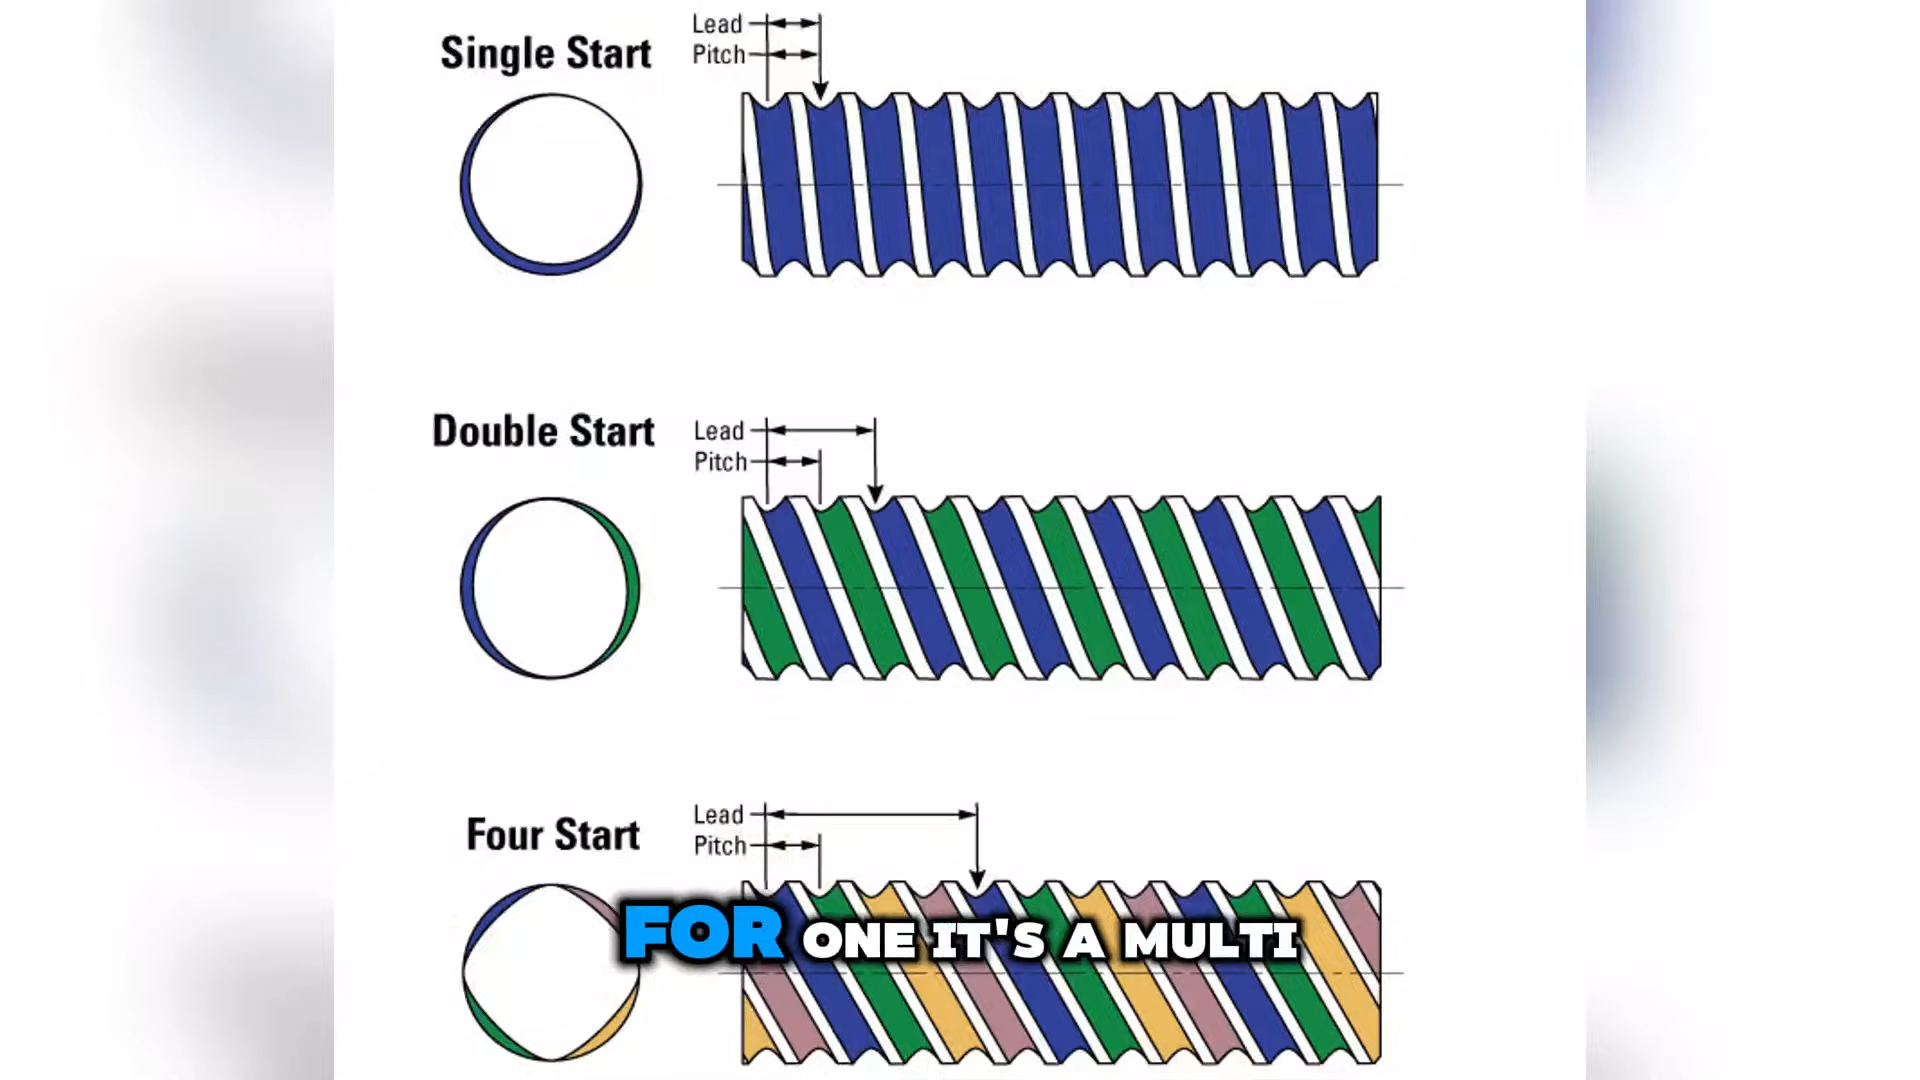 Single Start
Lead
Pitch
Double Start
Lead
Pitch
Four Start
Lead
Pitch
FOR ONE IT'S A MULTI